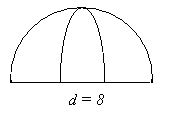 d = 8